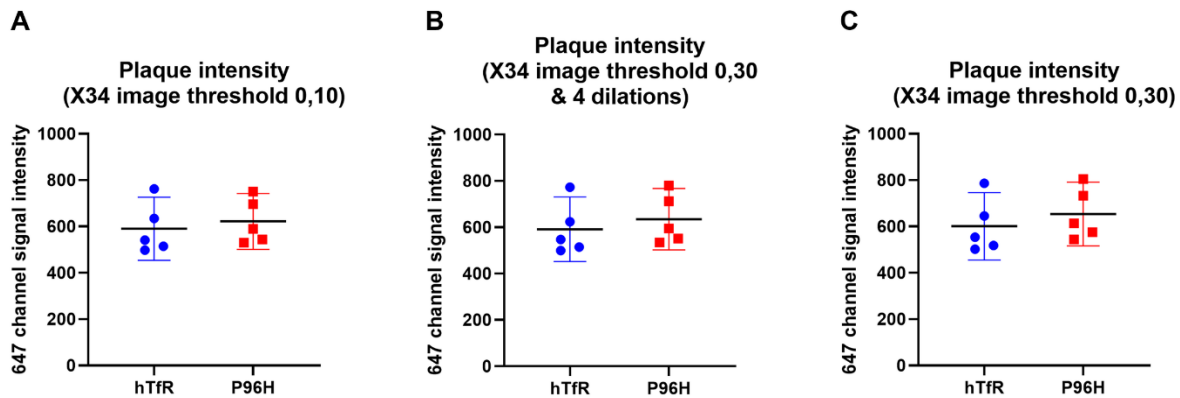 A
Plaque intensity
(X34 image threshold 0,10)
647 channel signal intensity
1000
800
600
400
200
0
hTfR
P96H
B
Plaque intensity
(X34 image threshold 0,30
& 4 dilations)
647 channel signal intensity
1000
800
600
400
200
0
hTfR
P96H
C
Plaque intensity
(X34 image threshold 0,30)
647 channel signal intensity
1000
800
600
400
200
0
hTfR
P96H